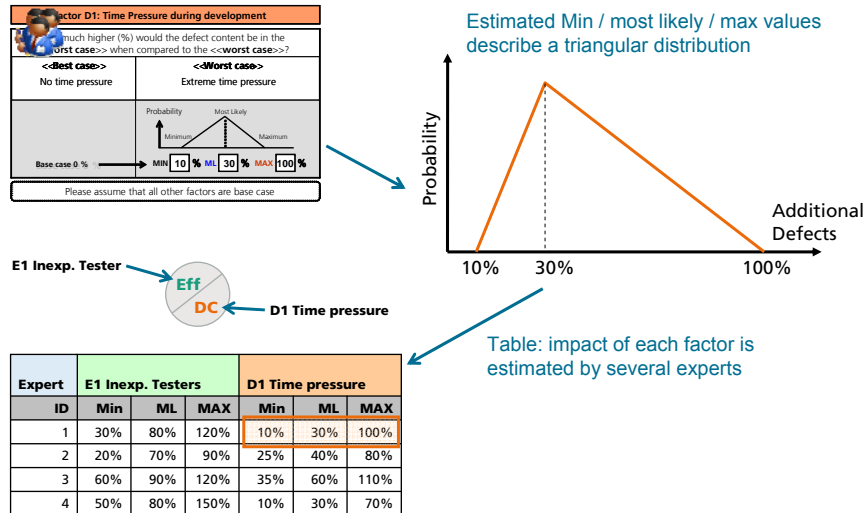 actor D1: Time Pressure during development
much higher (%) would the defect content be in the
orst case>> when compared to the <<worst case>>?
<<Best case>>
<<Worst case>>
No time pressure
Extreme time pressure
Probability
Most Likely
Minimum
Maximum
Base case 0 %
MIN 10 % ML 30 % MAX 100 %
Please assume that all other factors are base case
Estimated Min / most likely / max values
describe a triangular distribution
Probability
Additional
Defects
10%
30%
100%
E1 Inexp. Tester
Eff
DC
D1 Time pressure
Table: impact of each factor is
estimated by several experts
Expert E1 Inexp. Testers D1 Time pressure
ID Min ML MAX Min ML MAX
1 30% 80% 120% 10% 30% 100%
2 20% 70% 90% 25% 40% 80%
3 60% 90% 120% 35% 60% 110%
4 50% 80% 150% 10% 30% 70%